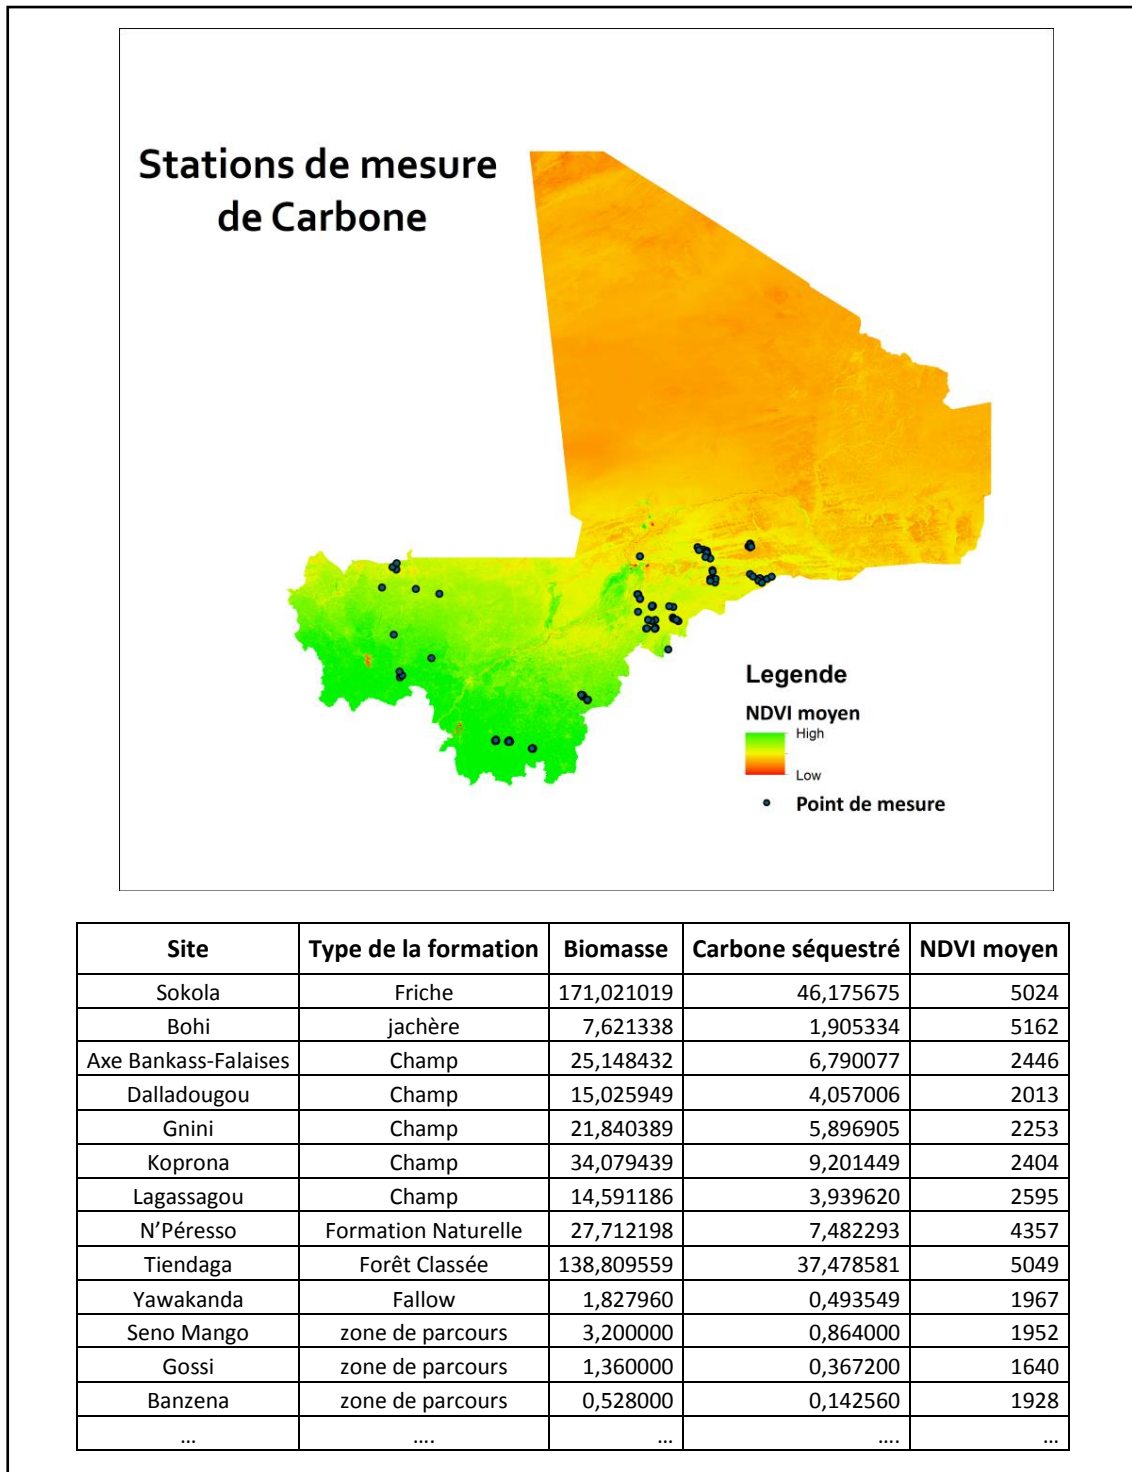 Stations de mesure
de Carbone
Legende
NDVI moyen
High
Low
Point de mesure
Site Type de la formation Biomasse Carbone séquestré NDVI moyen
Sokola Friche 171,021019 46,175675 5024
Bohi jachère 7,621338 1,905334 5162
Axe Bankass-Falaises Champ 25,148432 6,790077 2446
Dalladougou Champ 15,025949 4,057006 2013
Gnini Champ 21,840389 5,896905 2253
Koprona Champ 34,079439 9,201449 2404
Lagassagou Champ 14,591186 3,939620 2595
N’Péresso Formation Naturelle 27,712198 7,482293 4357
Tiendaga Forêt Classée 138,809559 37,478581 5049
Yawakanda Fallow 1,827960 0,493549 1967
Seno Mango zone de parcours 3,200000 0,864000 1952
Gossi zone de parcours 1,360000 0,367200 1640
Banzena zone de parcours 0,528000 0,142560 1928
... .... ... .... ...